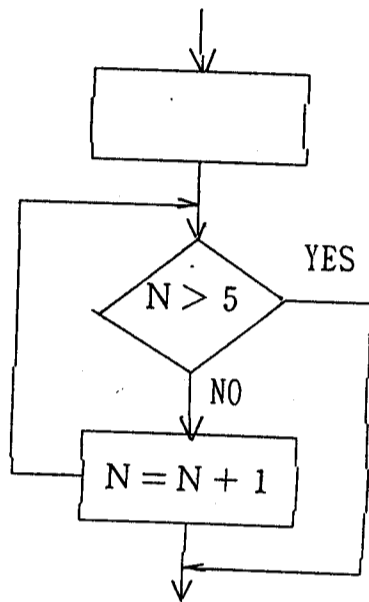 YES
N > 5
NO
N = N + 1